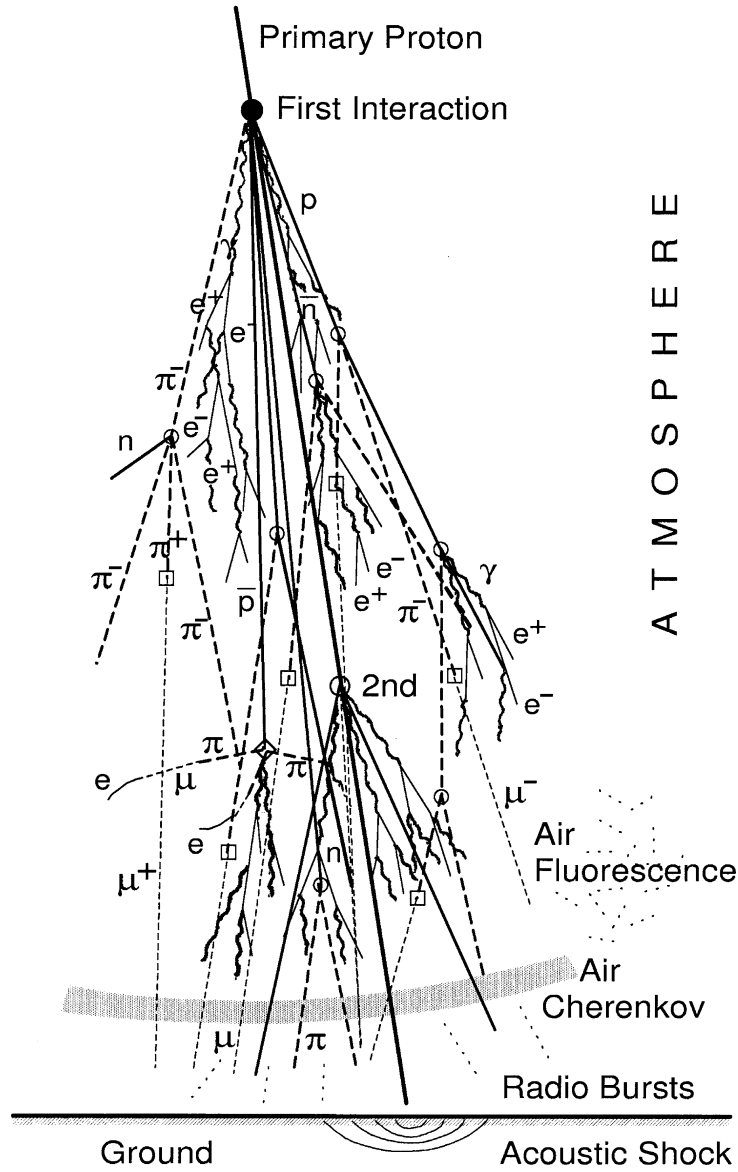 Primary Proton
First Interaction
p
γ
n̅
e⁺
e⁻
π⁻
n
e⁻
e⁺
π⁺
π⁻
π⁻
p̅
e⁻
e⁺
π⁻
γ
e⁺
e⁻
2nd
π
π
e
μ
μ⁻
e
n
μ⁺
Air
Fluorescence
Air
Cherenkov
μ
π
Radio Bursts
Ground
Acoustic Shock
ATMOSPHERE